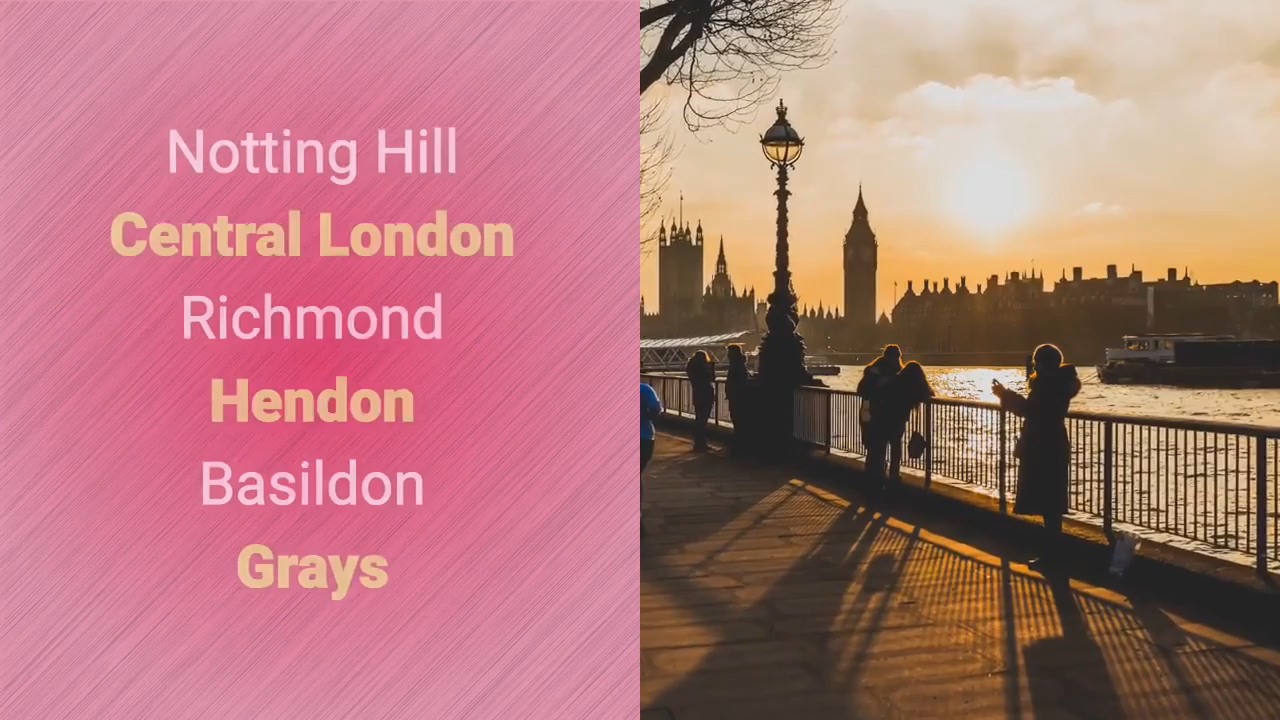 Notting Hill
Central London
Richmond
Hendon
Basildon
Grays